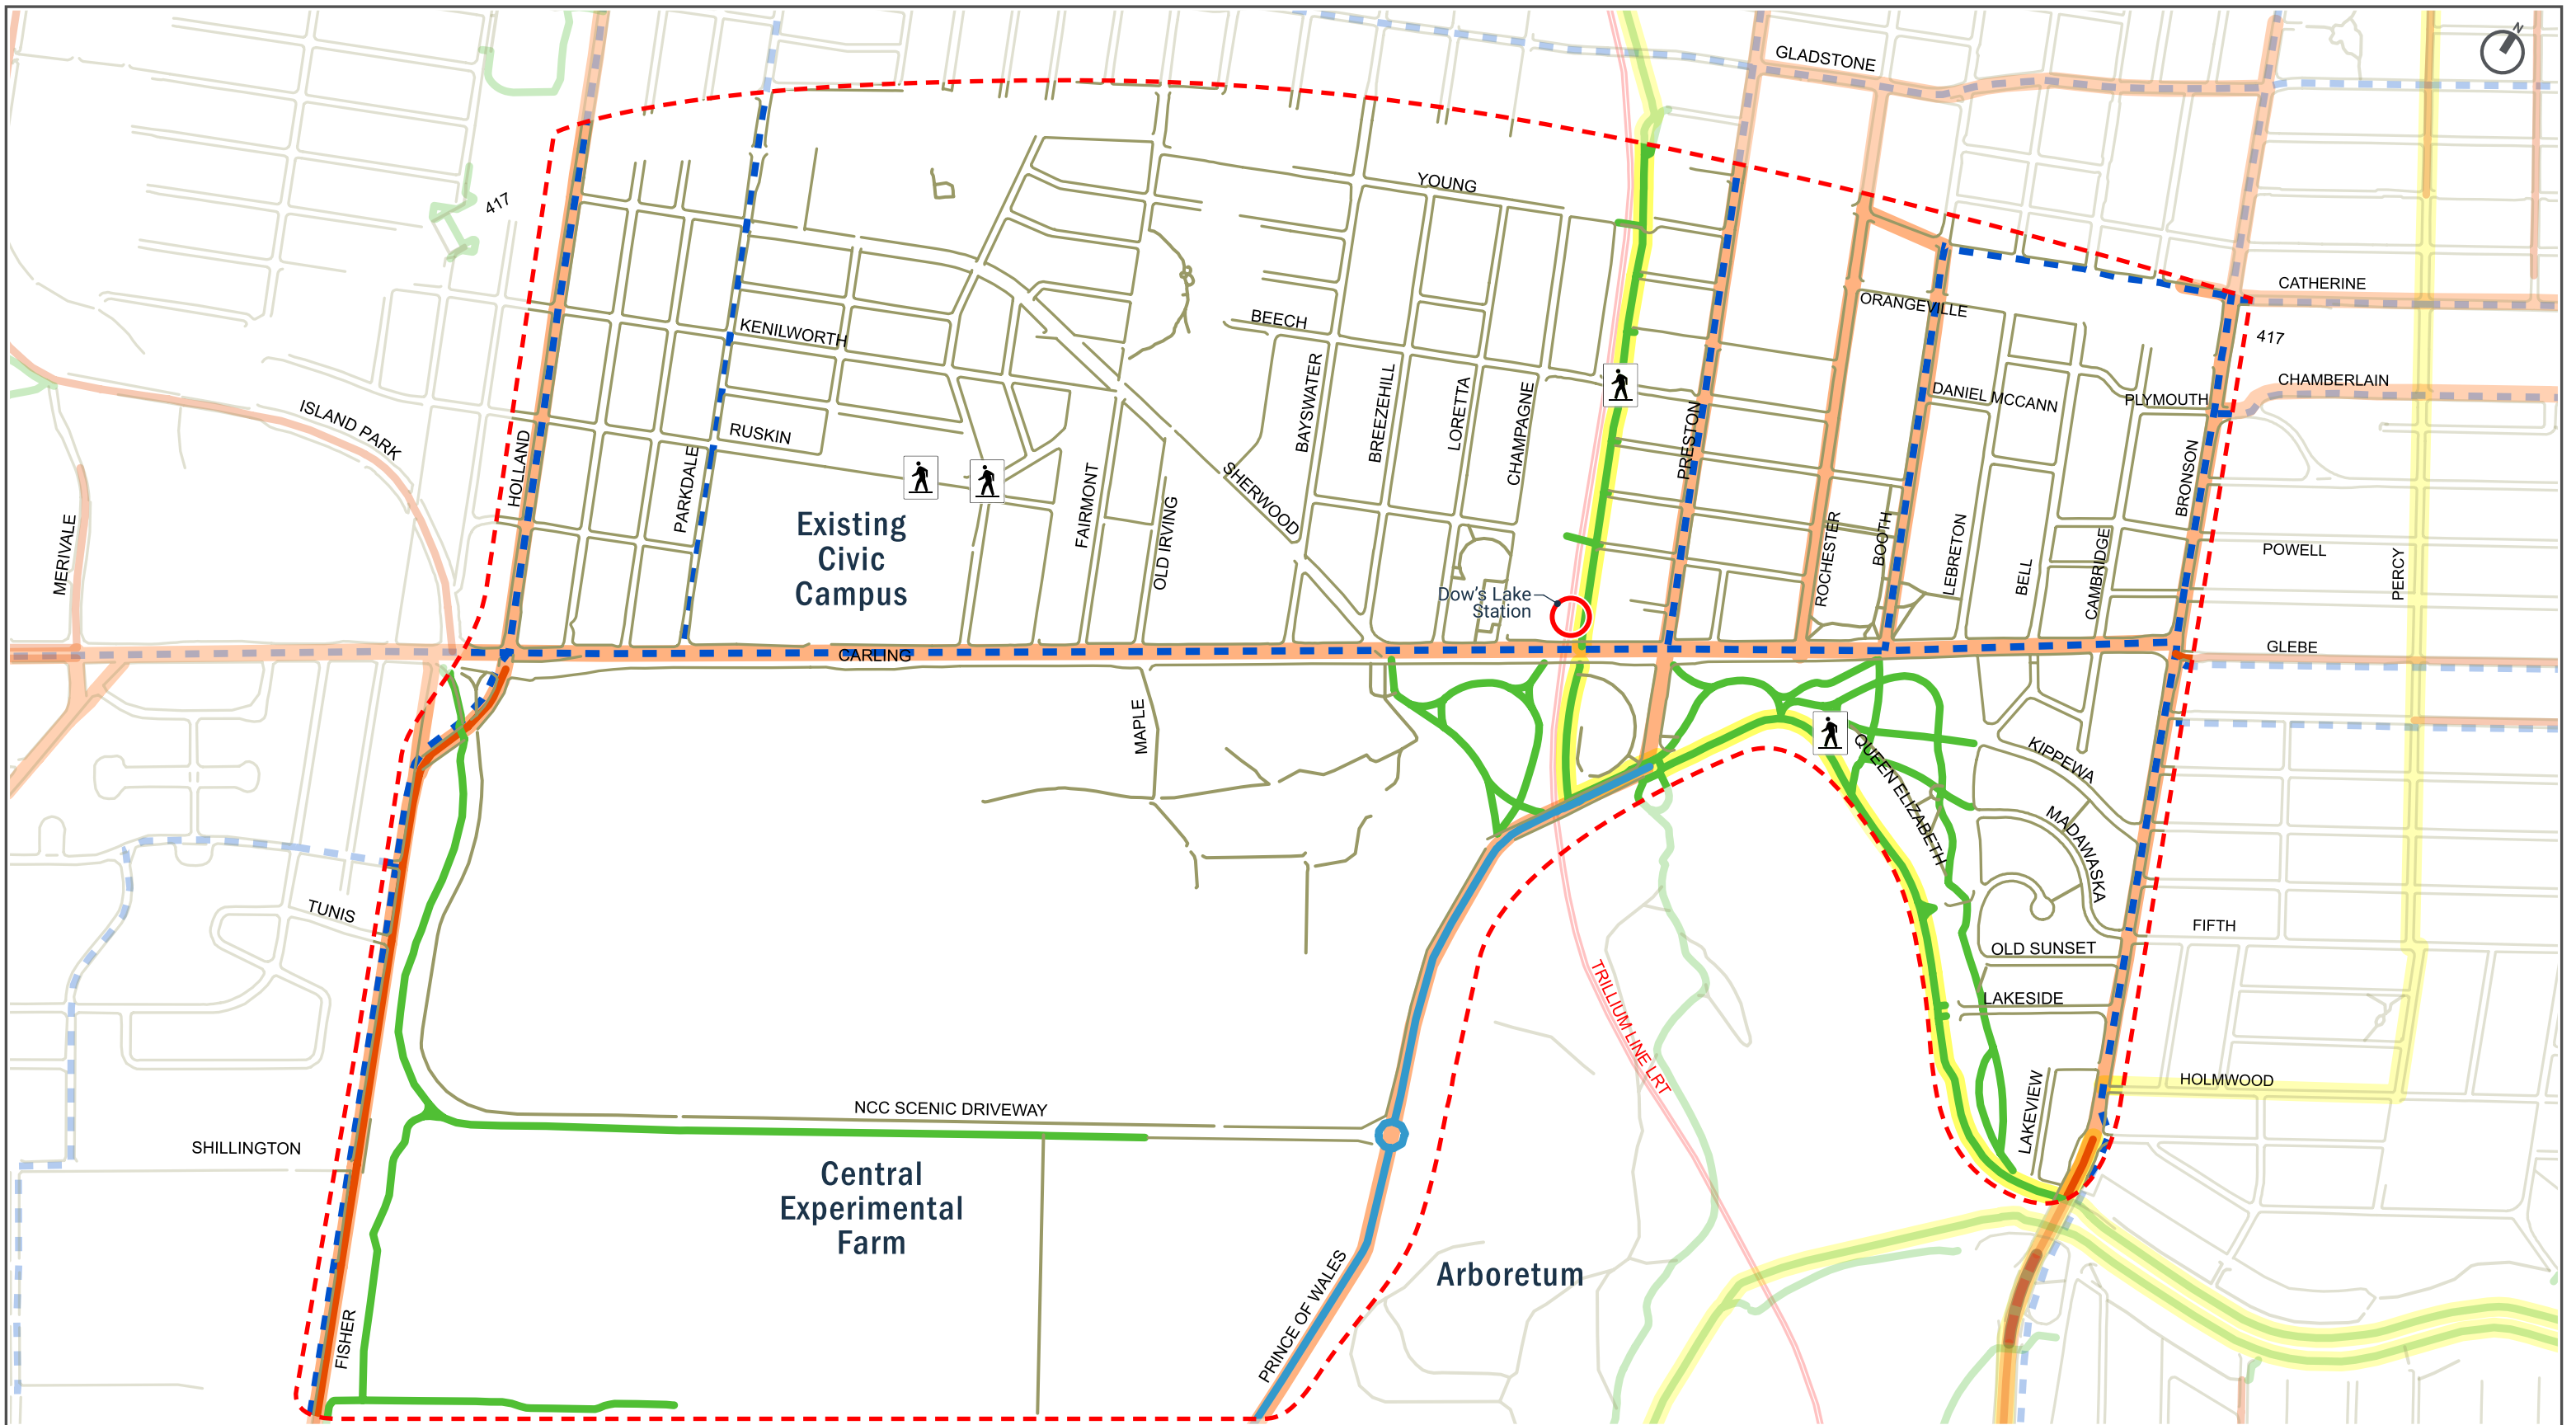 N
GLADSTONE
YOUNG
417
CATHERINE
ORANGEVILLE
417
BEECH
KENILWORTH
CHAMBERLAIN
DANIEL MCCANN
PLYMOUTH
ISLAND PARK
RUSKIN
HOLLAND
PARKDALE
BAYSWATER
BREEZEHILL
LORETTA
CHAMPAGNE
PRESTON
BRONSON
MERIVALE
FAIRMONT
OLD IRVING
SHERWOOD
Existing
Civic
Campus
ROCHESTER
BOOTH
LEBRETON
BELL
CAMBRIDGE
POWELL
PERCY
Dow's Lake
Station
GLEBE
CARLING
MAPLE
QUEEN ELIZABETH
KIPPEWA
MADAWASKA
TUNIS
FIFTH
OLD SUNSET
LAKESIDE
TRILLIUM LINE LRT
HOLMWOOD
LAKEVIEW
NCC SCENIC DRIVEWAY
SHILLINGTON
Central
Experimental
Farm
Arboretum
PRINCE OF WALES
FISHER